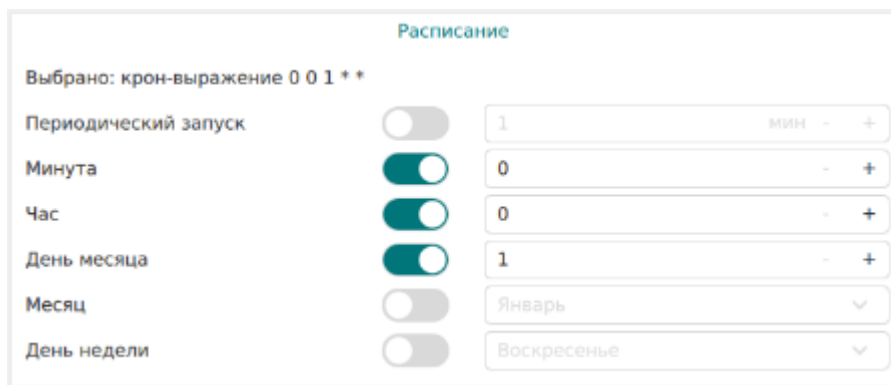 Расписание
Выбрано: крон-выражение 0 0 1 * *
Периодический запуск 1 мин - +
Минута 0 - +
Час 0 - +
День месяца 1 - +
Месяц Январь
День недели Воскресенье